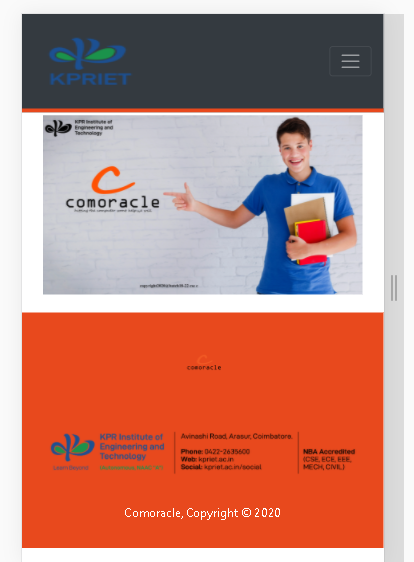 KPRIET
KPR Institute of
Engineering and
Technology
comoracle
comoracle
KPR Institute of
Engineering and
Technology
Learn Beyond
Avinashi Road, Arasur, Coimbatore.
Phone: 0422-2635600
Web: kpriet.ac.in
Social: kpriet.ac.in/social
NBA Accredited
(CSE, ECE, EEE,
MECH, CIVIL)
Comoracle, Copyright © 2020